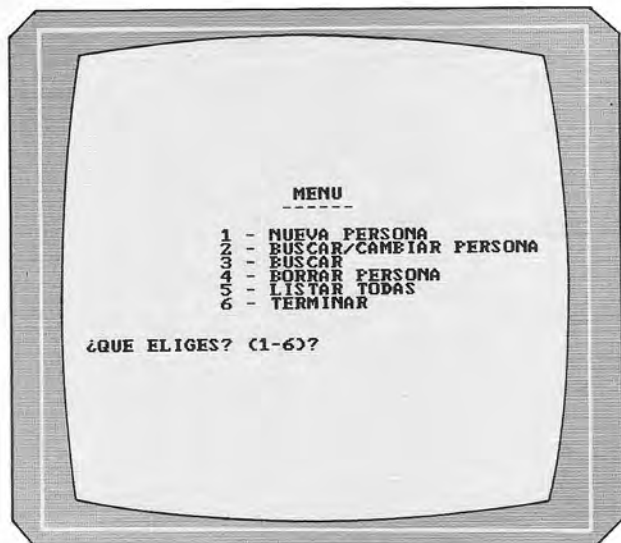 MENU
------
1 - NUEVA PERSONA
2 - BUSCAR/CAMBIAR PERSONA
3 - BUSCAR
4 - BORRAR PERSONA
5 - LISTAR TODAS
6 - TERMINAR
¿QUE ELIGES? (1-6)?